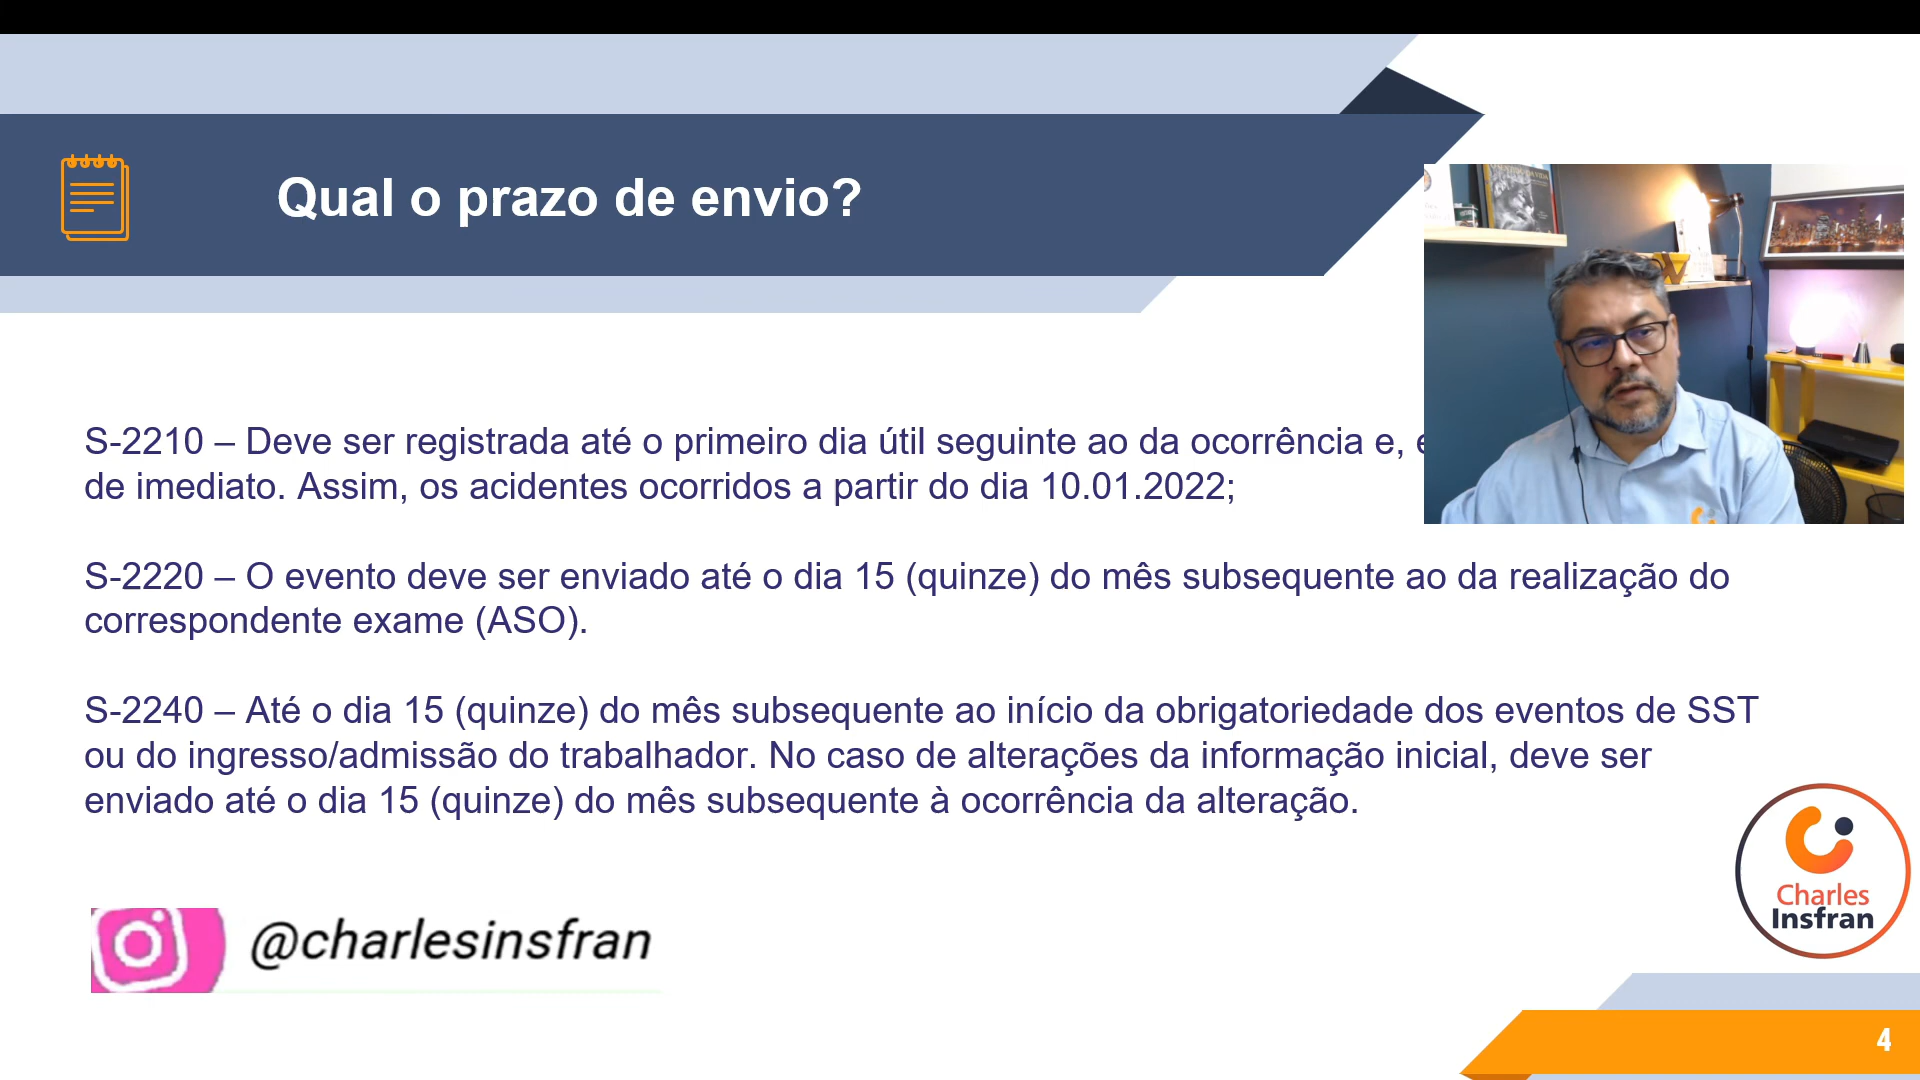 Qual o prazo de envio?
S-2210 – Deve ser registrada até o primeiro dia útil seguinte ao da ocorrência e,
de imediato. Assim, os acidentes ocorridos a partir do dia 10.01.2022;
S-2220 – O evento deve ser enviado até o dia 15 (quinze) do mês subsequente ao da realização do
correspondente exame (ASO).
S-2240 – Até o dia 15 (quinze) do mês subsequente ao início da obrigatoriedade dos eventos de SST
ou do ingresso/admissão do trabalhador. No caso de alterações da informação inicial, deve ser
enviado até o dia 15 (quinze) do mês subsequente à ocorrência da alteração.
Charles
Insfran
@charlesinsfran
4